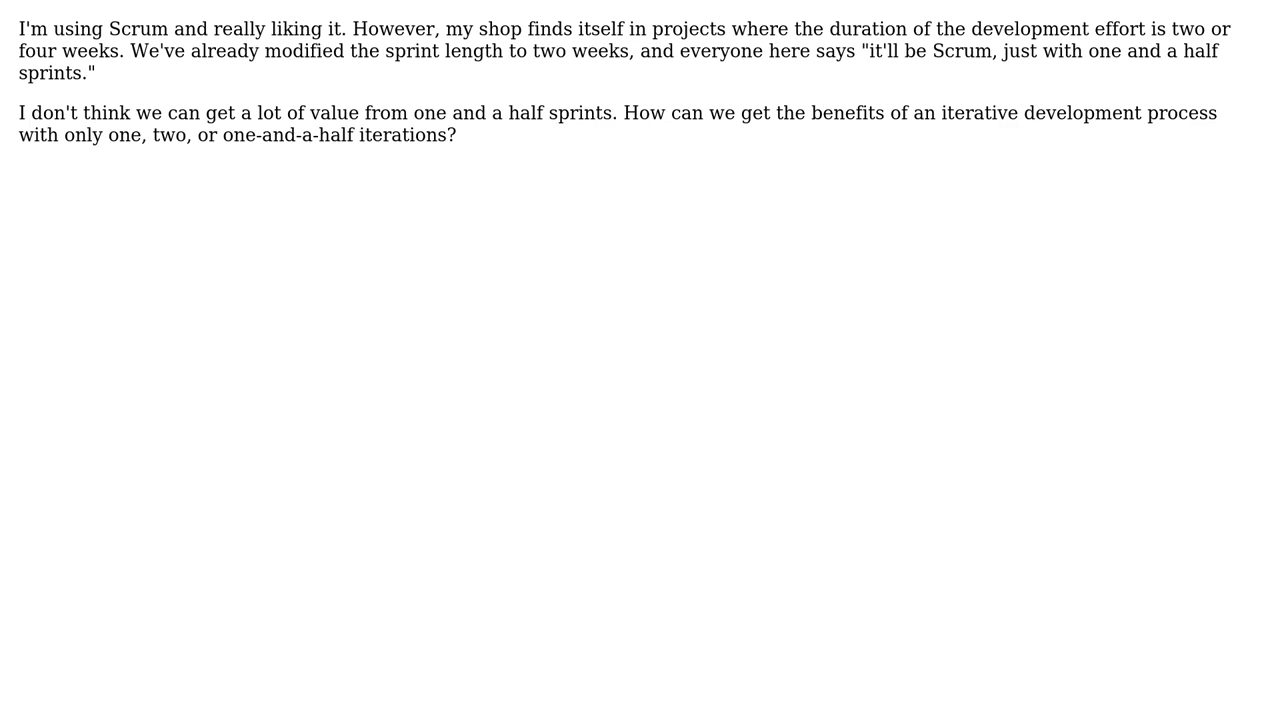 I'm using Scrum and really liking it. However, my shop finds itself in projects where the duration of the development effort is two or
four weeks. We've already modified the sprint length to two weeks, and everyone here says "it'll be Scrum, just with one and a half
sprints."
I don't think we can get a lot of value from one and a half sprints. How can we get the benefits of an iterative development process
with only one, two, or one-and-a-half iterations?